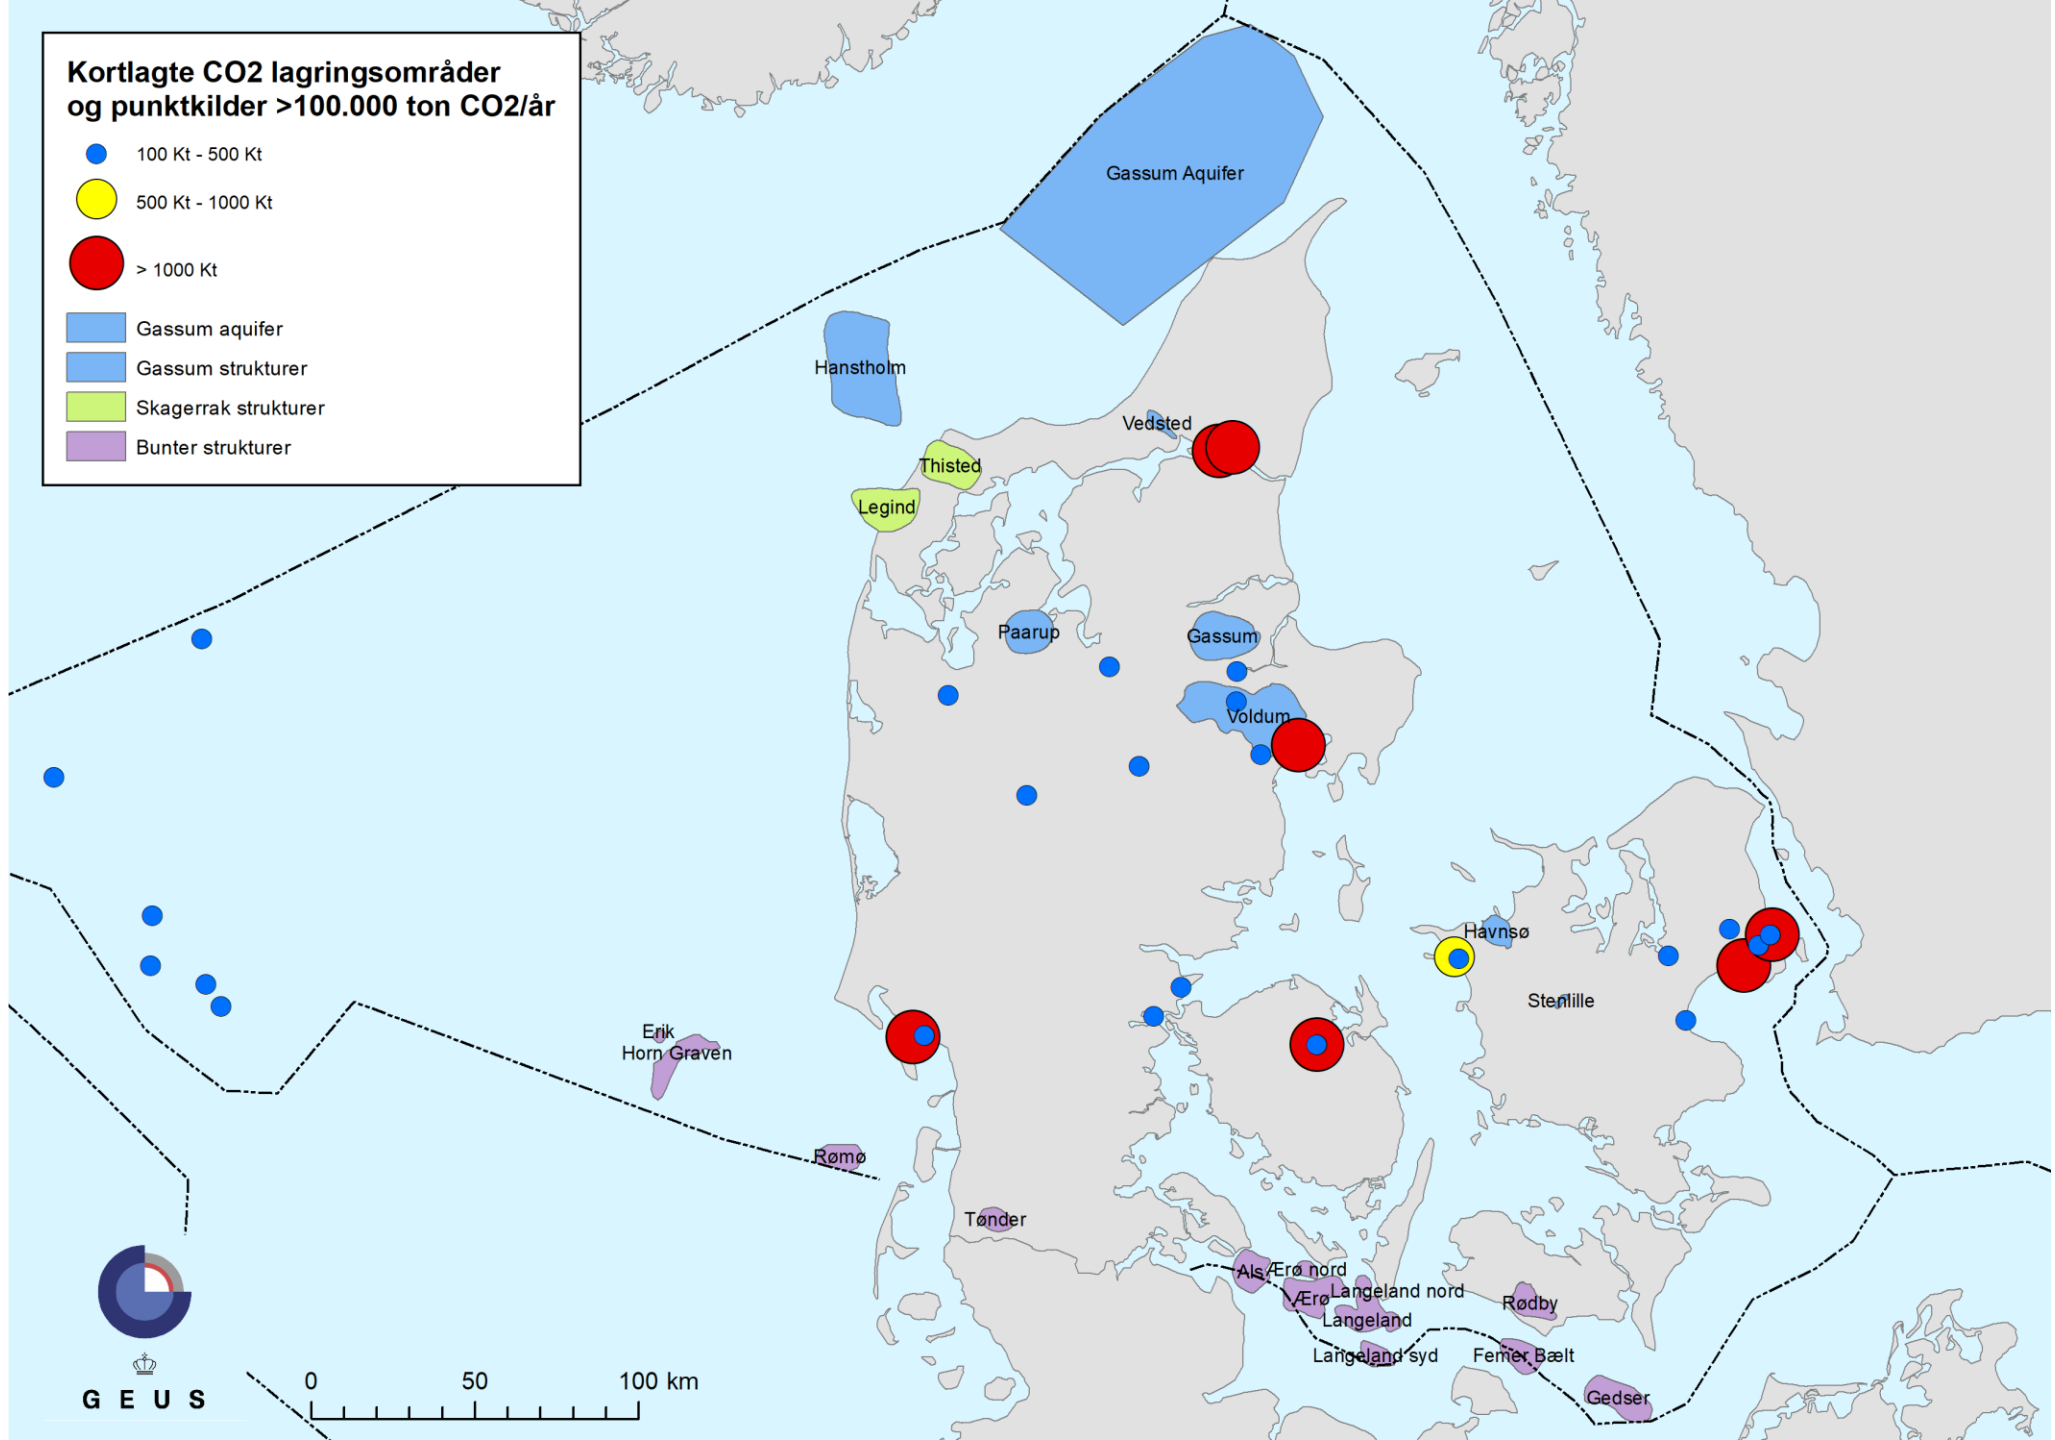 Kortlagte CO2 lagringsområder
og punktkilder >100.000 ton CO2/år
100 Kt - 500 Kt
500 Kt - 1000 Kt
> 1000 Kt
Gassum aquifer
Gassum strukturer
Skagerrak strukturer
Bunter strukturer
Gassum Aquifer
Hanstholm
Vedsted
Thisted
Legind
Paarup
Gassum
Voldum
Havnsø
Stenlille
Erik
Horn Graven
Rømø
Tønder
Als
Ærø nord
Ærø
Langeland nord
Langeland
Langeland syd
Rødby
Femer Bælt
Gedser
0 50 100 km
GEUS